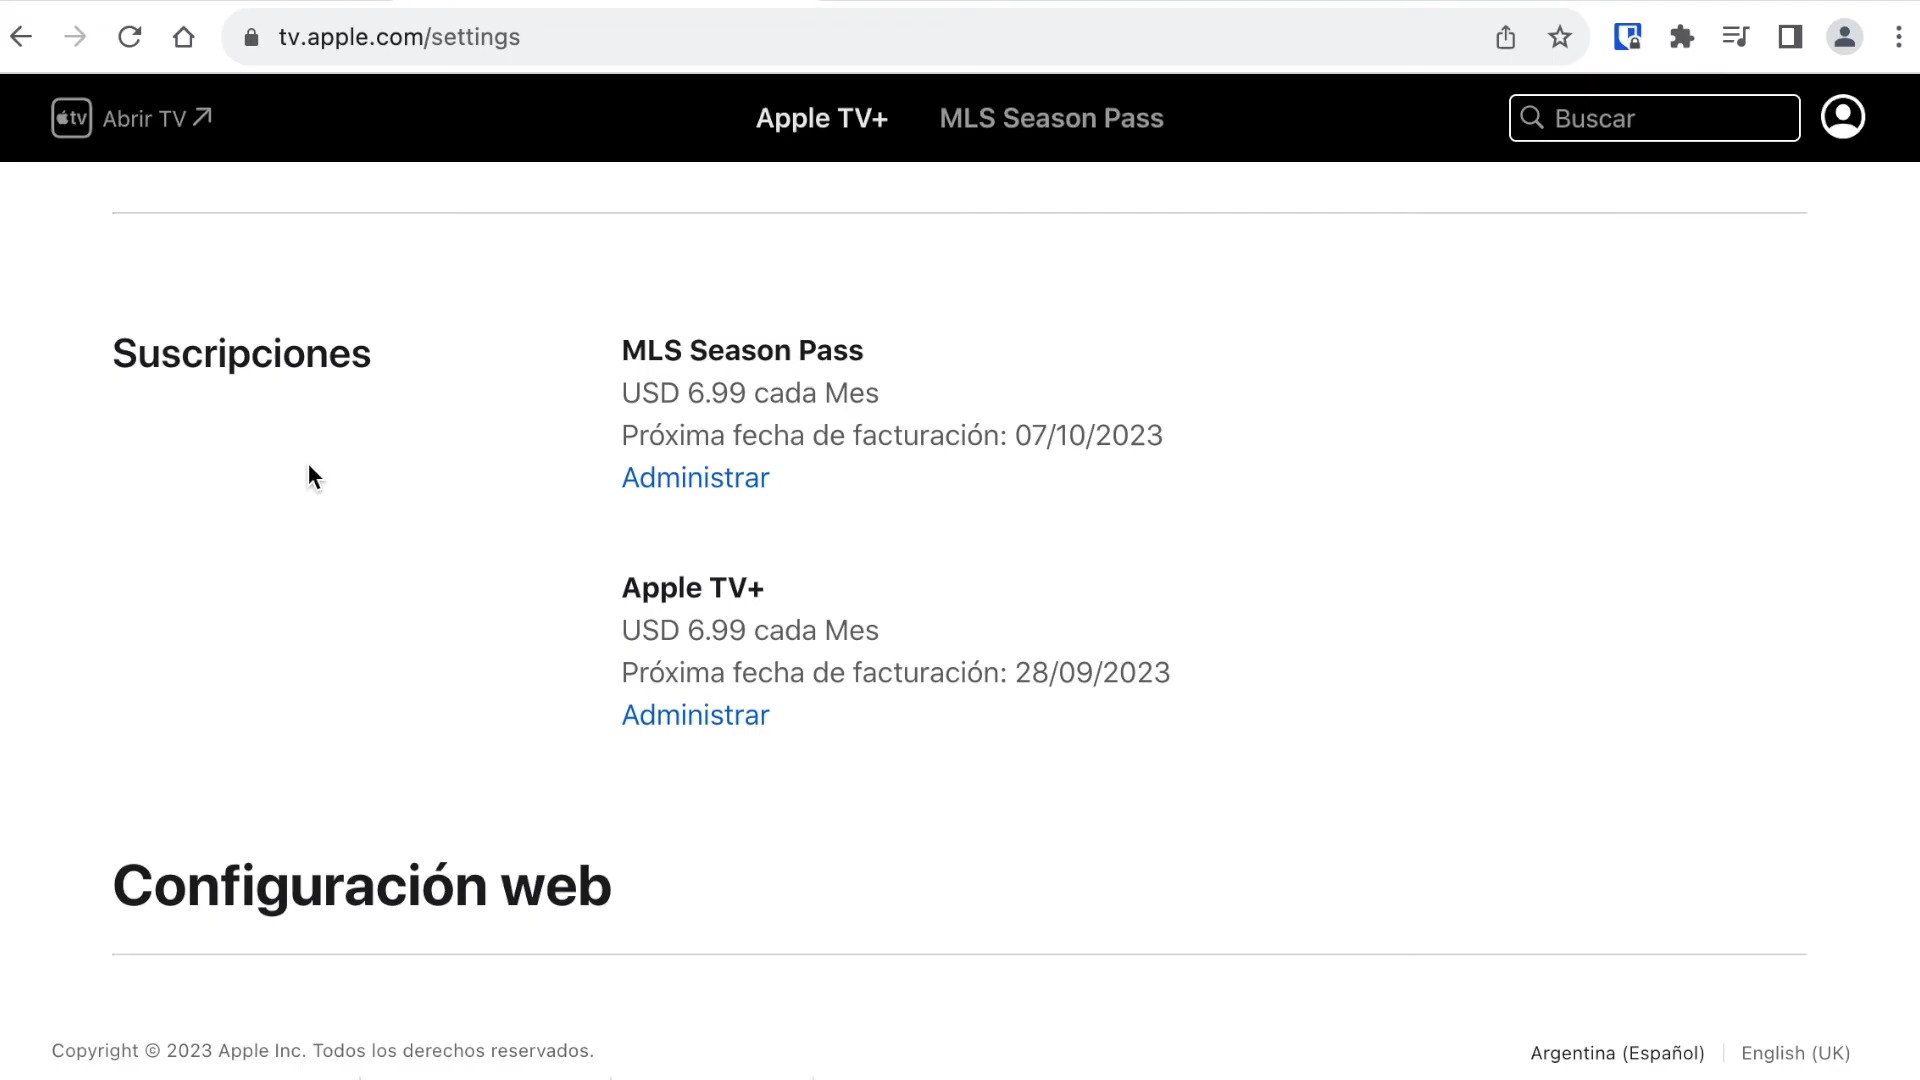 tv.apple.com/settings
tv Abrir TV
Apple TV+
MLS Season Pass
Buscar
Suscripciones
MLS Season Pass
USD 6.99 cada Mes
Próxima fecha de facturación: 07/10/2023
Administrar
Apple TV+
USD 6.99 cada Mes
Próxima fecha de facturación: 28/09/2023
Administrar
Configuración web
Copyright © 2023 Apple Inc. Todos los derechos reservados.
Argentina (Español)
English (UK)